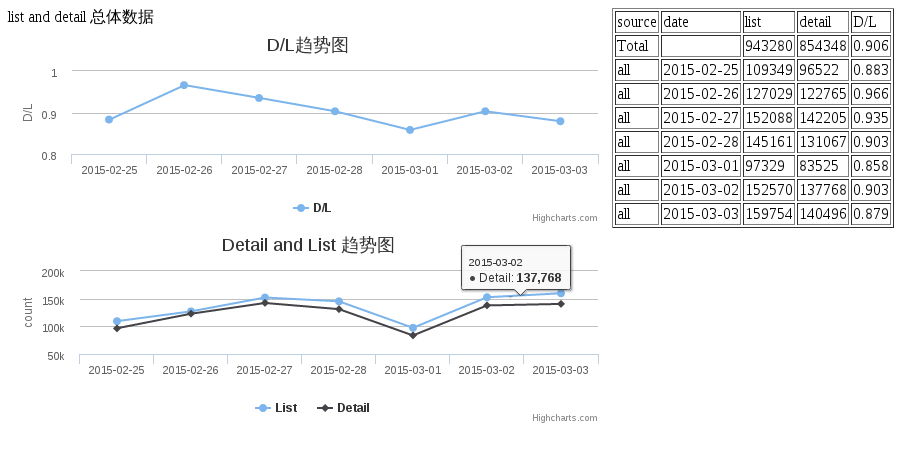 list and detail 总体数据
D/L趋势图
D/L
1
0.9
0.8
2015-02-25 2015-02-26 2015-02-27 2015-02-28 2015-03-01 2015-03-02 2015-03-03
D/L
Highcharts.com
Detail and List 趋势图
count
200k
150k
100k
50k
2015-03-02
Detail: 137,768
2015-02-25 2015-02-26 2015-02-27 2015-02-28 2015-03-01 2015-03-02 2015-03-03
List Detail
Highcharts.com
source date list detail D/L
Total 943280 854348 0.906
all 2015-02-25 109349 96522 0.883
all 2015-02-26 127029 122765 0.966
all 2015-02-27 152088 142205 0.935
all 2015-02-28 145161 131067 0.903
all 2015-03-01 97329 83525 0.858
all 2015-03-02 152570 137768 0.903
all 2015-03-03 159754 140496 0.879